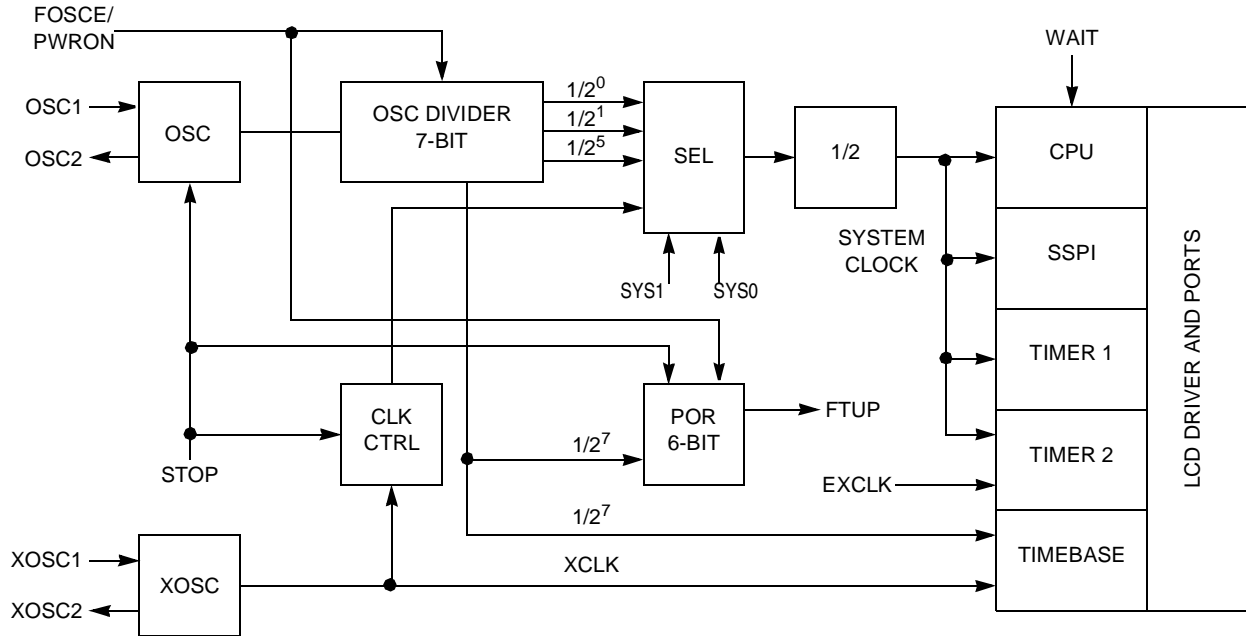 FOSCE/
PWRON
WAIT
OSC1
OSC2
OSC
OSC DIVIDER
7-BIT
1/2⁰
1/2¹
1/2⁵
SEL
1/2
CPU
SYSTEM
CLOCK
SSPI
SYS1
SYS0
TIMER 1
LCD DRIVER AND PORTS
CLK
CTRL
POR
6-BIT
FTUP
1/2⁷
TIMER 2
STOP
EXCLK
1/2⁷
XOSC1
XOSC2
XOSC
XCLK
TIMEBASE